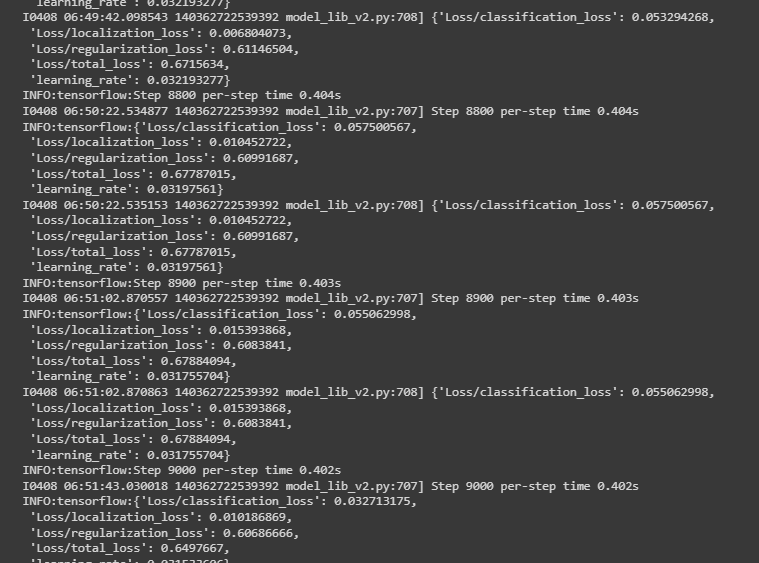 'learning_rate': 0.032193277}
I0408 06:49:42.098543 140362722539392 model_lib_v2.py:708] {'Loss/classification_loss': 0.053294268,
'Loss/localization_loss': 0.006804073,
'Loss/regularization_loss': 0.61146504,
'Loss/total_loss': 0.6715634,
'learning_rate': 0.032193277}
INFO:tensorflow:Step 8800 per-step time 0.404s
I0408 06:50:22.534877 140362722539392 model_lib_v2.py:707] Step 8800 per-step time 0.404s
INFO:tensorflow:{'Loss/classification_loss': 0.057500567,
'Loss/localization_loss': 0.010452722,
'Loss/regularization_loss': 0.60991687,
'Loss/total_loss': 0.67787015,
'learning_rate': 0.03197561}
I0408 06:50:22.535153 140362722539392 model_lib_v2.py:708] {'Loss/classification_loss': 0.057500567,
'Loss/localization_loss': 0.010452722,
'Loss/regularization_loss': 0.60991687,
'Loss/total_loss': 0.67787015,
'learning_rate': 0.03197561}
INFO:tensorflow:Step 8900 per-step time 0.403s
I0408 06:51:02.870557 140362722539392 model_lib_v2.py:707] Step 8900 per-step time 0.403s
INFO:tensorflow:{'Loss/classification_loss': 0.055062998,
'Loss/localization_loss': 0.015393868,
'Loss/regularization_loss': 0.6083841,
'Loss/total_loss': 0.67884094,
'learning_rate': 0.031755704}
I0408 06:51:02.870863 140362722539392 model_lib_v2.py:708] {'Loss/classification_loss': 0.055062998,
'Loss/localization_loss': 0.015393868,
'Loss/regularization_loss': 0.6083841,
'Loss/total_loss': 0.67884094,
'learning_rate': 0.031755704}
INFO:tensorflow:Step 9000 per-step time 0.402s
I0408 06:51:43.030018 140362722539392 model_lib_v2.py:707] Step 9000 per-step time 0.402s
INFO:tensorflow:{'Loss/classification_loss': 0.032713175,
'Loss/localization_loss': 0.010186869,
'Loss/regularization_loss': 0.60686666,
'Loss/total_loss': 0.6497667,